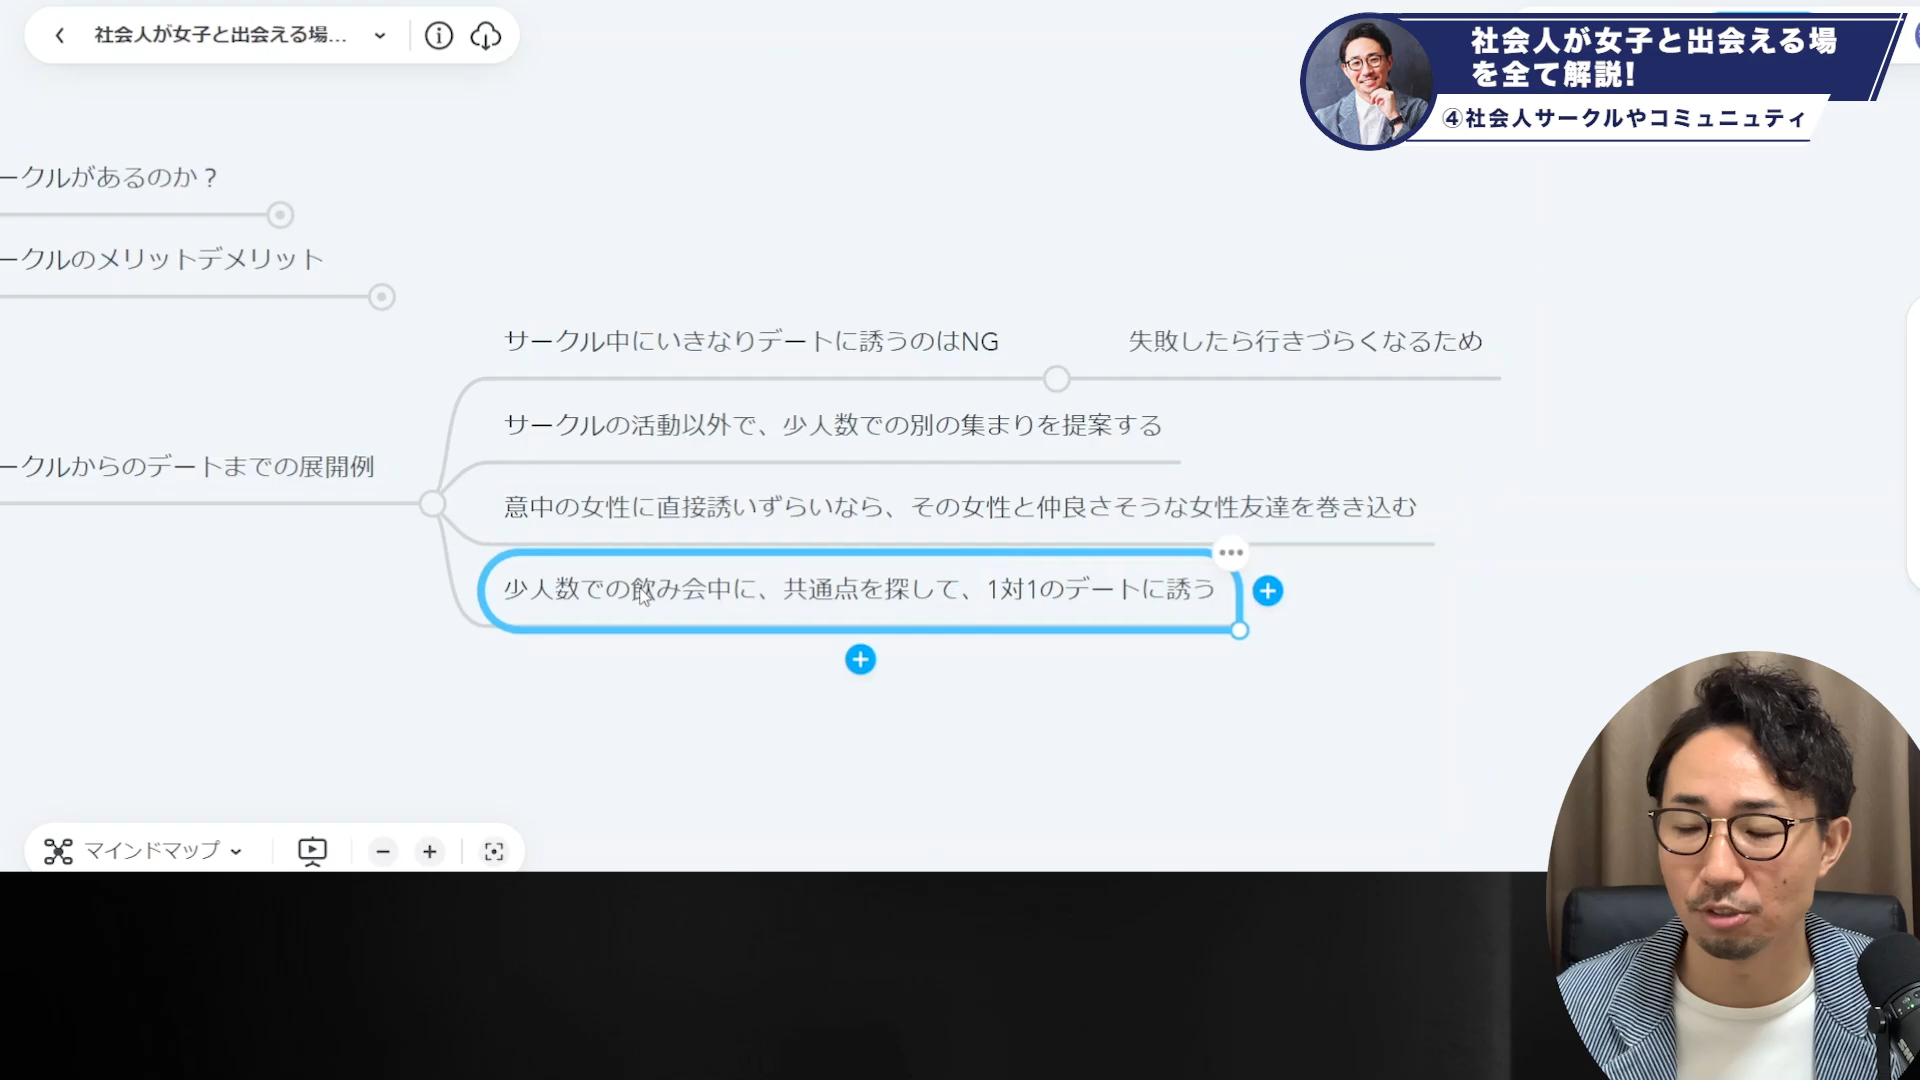 社会人が女子と出会える場...
社会人が女子と出会える場
を全て解説!
④社会人サークルやコミュニュティ
ークルがあるのか？
ークルのメリットデメリット
サークル中にいきなりデートに誘うのはNG
失敗したら行きづらくなるため
サークルの活動以外で、少人数での別の集まりを提案する
ークルからのデートまでの展開例
意中の女性に直接誘いずらいなら、その女性と仲良さそうな女性友達を巻き込む
少人数での飲み会中に、共通点を探して、1対1のデートに誘う
マインドマップ